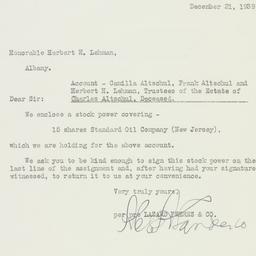 December 21, 1939
Honorable Herbert H. Lehman,
Albany.
Account - Camilla Altschul, Frank Altschul and
Herbert H. Lehman, Trustees of the Estate of
Dear Sir: Charles Altschul, Deceased.
We enclose a stock power covering -
15 shares Standard Oil Company (New Jersey),
which we are holding for the above account.
We ask you to be kind enough to sign this stock power on the
last line of the assignment and, after having had your signature
witnessed, to return it to us at your convenience.
Very truly yours,
per pro LAZARD FRERES & CO.